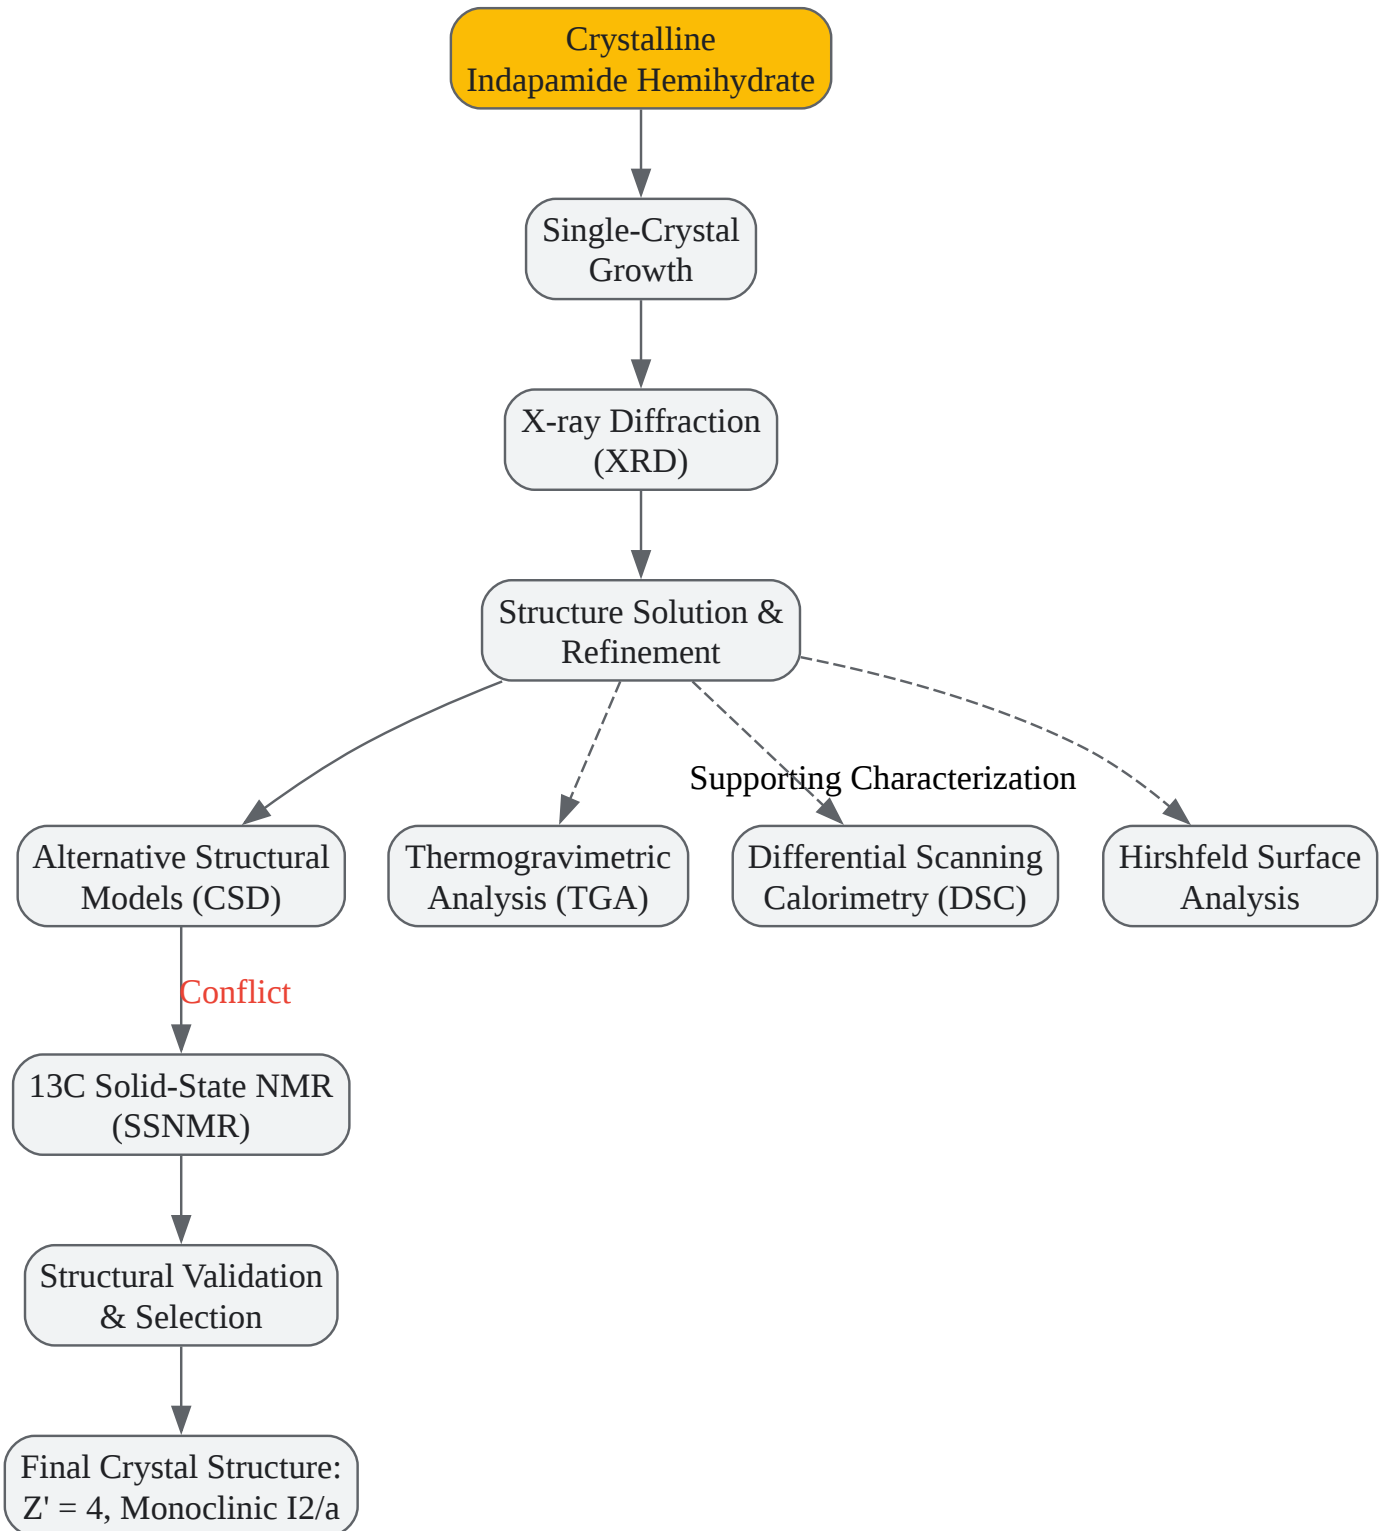 Crystalline
Indapamide Hemihydrate
Single-Crystal
Growth
X-ray Diffraction
(XRD)
Structure Solution &
Refinement
Supporting Characterization
Alternative Structural
Models (CSD)
Thermogravimetric
Analysis (TGA)
Differential Scanning
Calorimetry (DSC)
Hirshfeld Surface
Analysis
Conflict
13C Solid-State NMR
(SSNMR)
Structural Validation
& Selection
Final Crystal Structure:
Z' = 4, Monoclinic I2/a